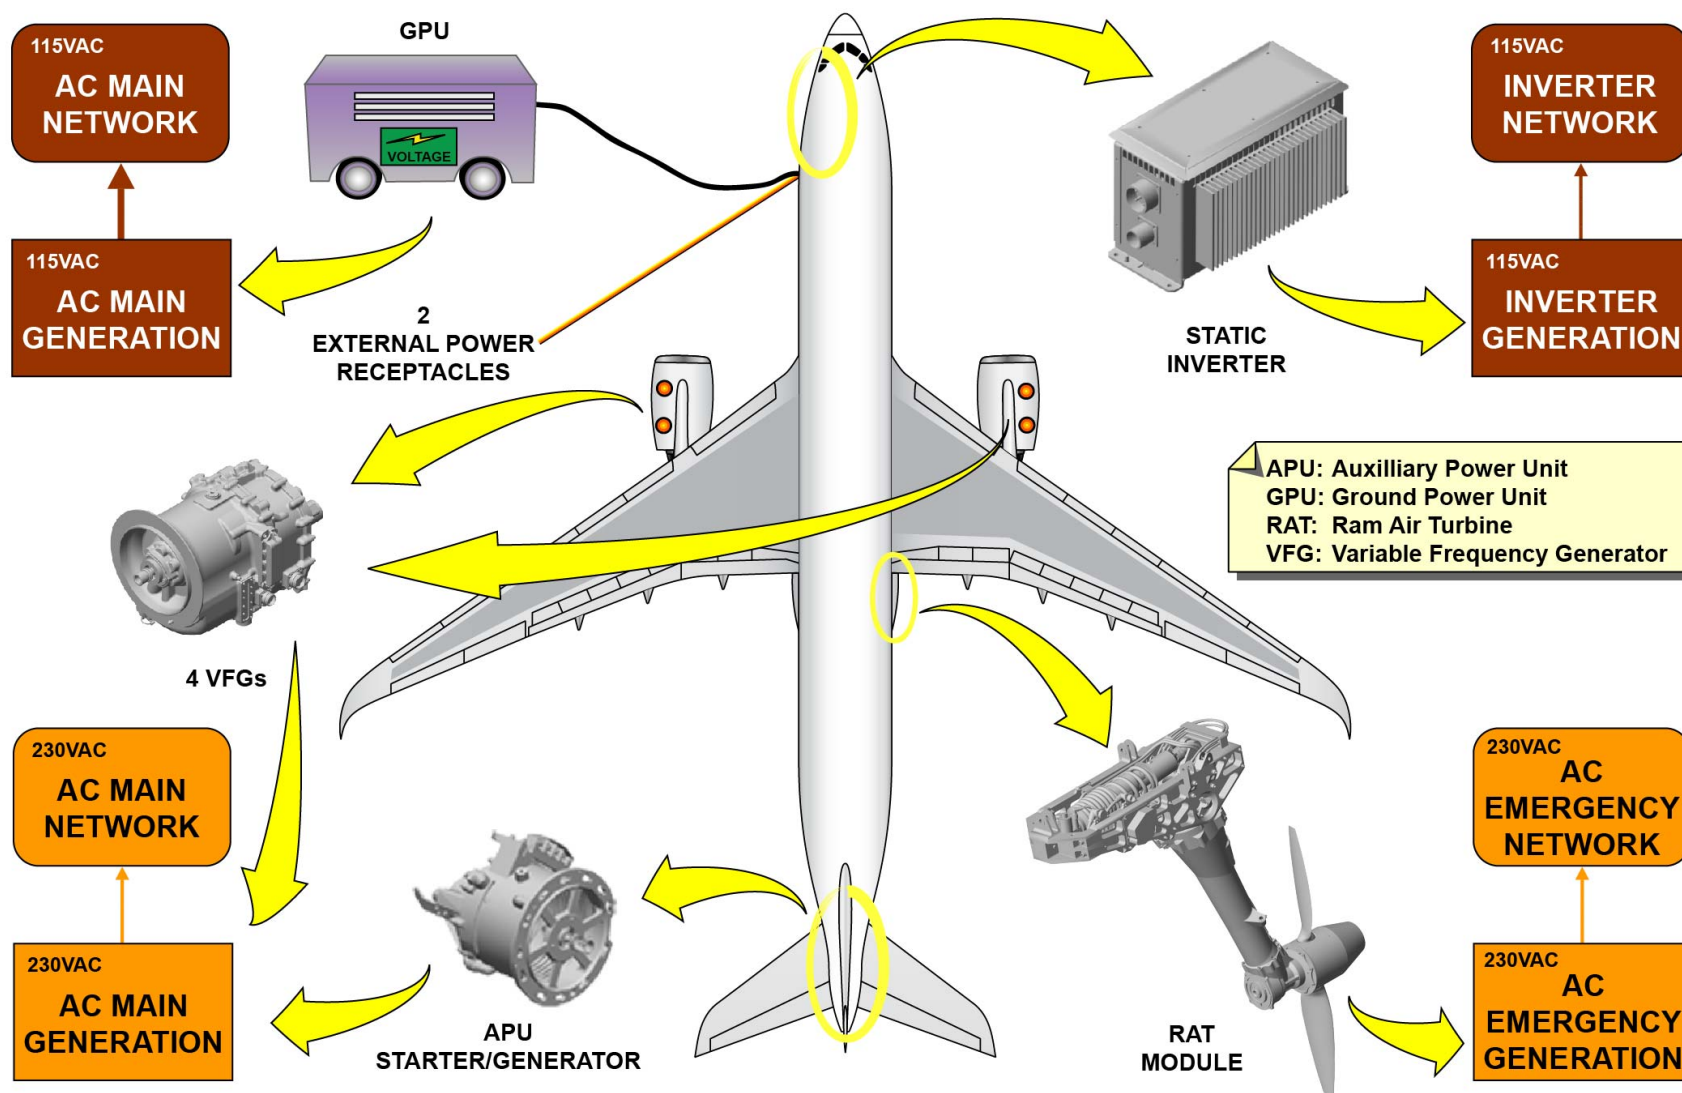 115VAC
AC MAIN
NETWORK
GPU
VOLTAGE
115VAC
INVERTER
NETWORK
115VAC
AC MAIN
GENERATION
2
EXTERNAL POWER
RECEPTACLES
STATIC
INVERTER
115VAC
INVERTER
GENERATION
APU: Auxilliary Power Unit
GPU: Ground Power Unit
RAT: Ram Air Turbine
VFG: Variable Frequency Generator
4 VFGs
230VAC
AC MAIN
NETWORK
230VAC
AC
EMERGENCY
NETWORK
230VAC
AC MAIN
GENERATION
APU
STARTER/GENERATOR
RAT
MODULE
230VAC
AC
EMERGENCY
GENERATION